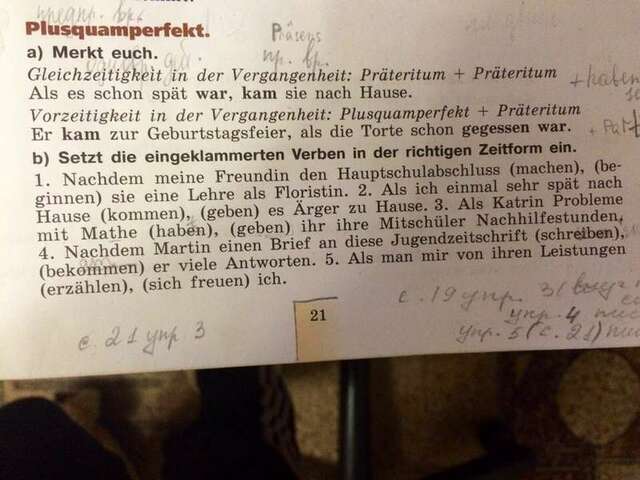 предпр. вр.
Plusquamperfekt.
Präsens
a) Merkt euch.
пр. вр.
Gleichzeitigkeit in der Vergangenheit: Präteritum + Präteritum
+ haben
Als es schon spät war, kam sie nach Hause.
Vorzeitigkeit in der Vergangenheit: Plusquamperfekt + Präteritum
Er kam zur Geburtstagsfeier, als die Torte schon gegessen war.
b) Setzt die eingeklammerten Verben in der richtigen Zeitform ein.
1. Nachdem meine Freundin den Hauptschulabschluss (machen), (be-
ginnen) sie eine Lehre als Floristin. 2. Als ich einmal sehr spät nach
Hause (kommen), (geben) es Ärger zu Hause. 3. Als Katrin Probleme
mit Mathe (haben), (geben) ihr ihre Mitschüler Nachhilfestunden.
4. Nachdem Martin einen Brief an diese Jugendzeitschrift (schreiben),
(bekommen) er viele Antworten. 5. Als man mir von ihren Leistungen
(erzählen), (sich freuen) ich.
21
с. 19 упр. 3
упр. 4
с. 21 упр 3
упр. 5 (с. 21)